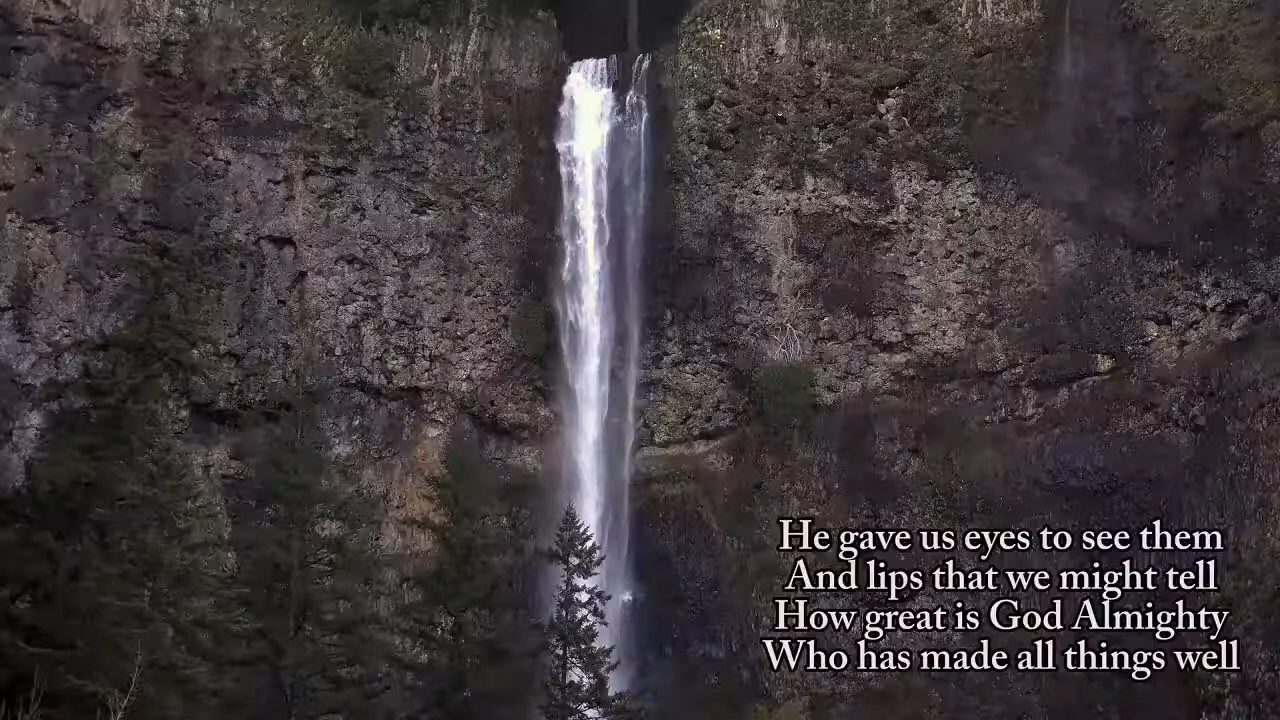 He gave us eyes to see them
And lips that we might tell
How great is God Almighty
Who has made all things well